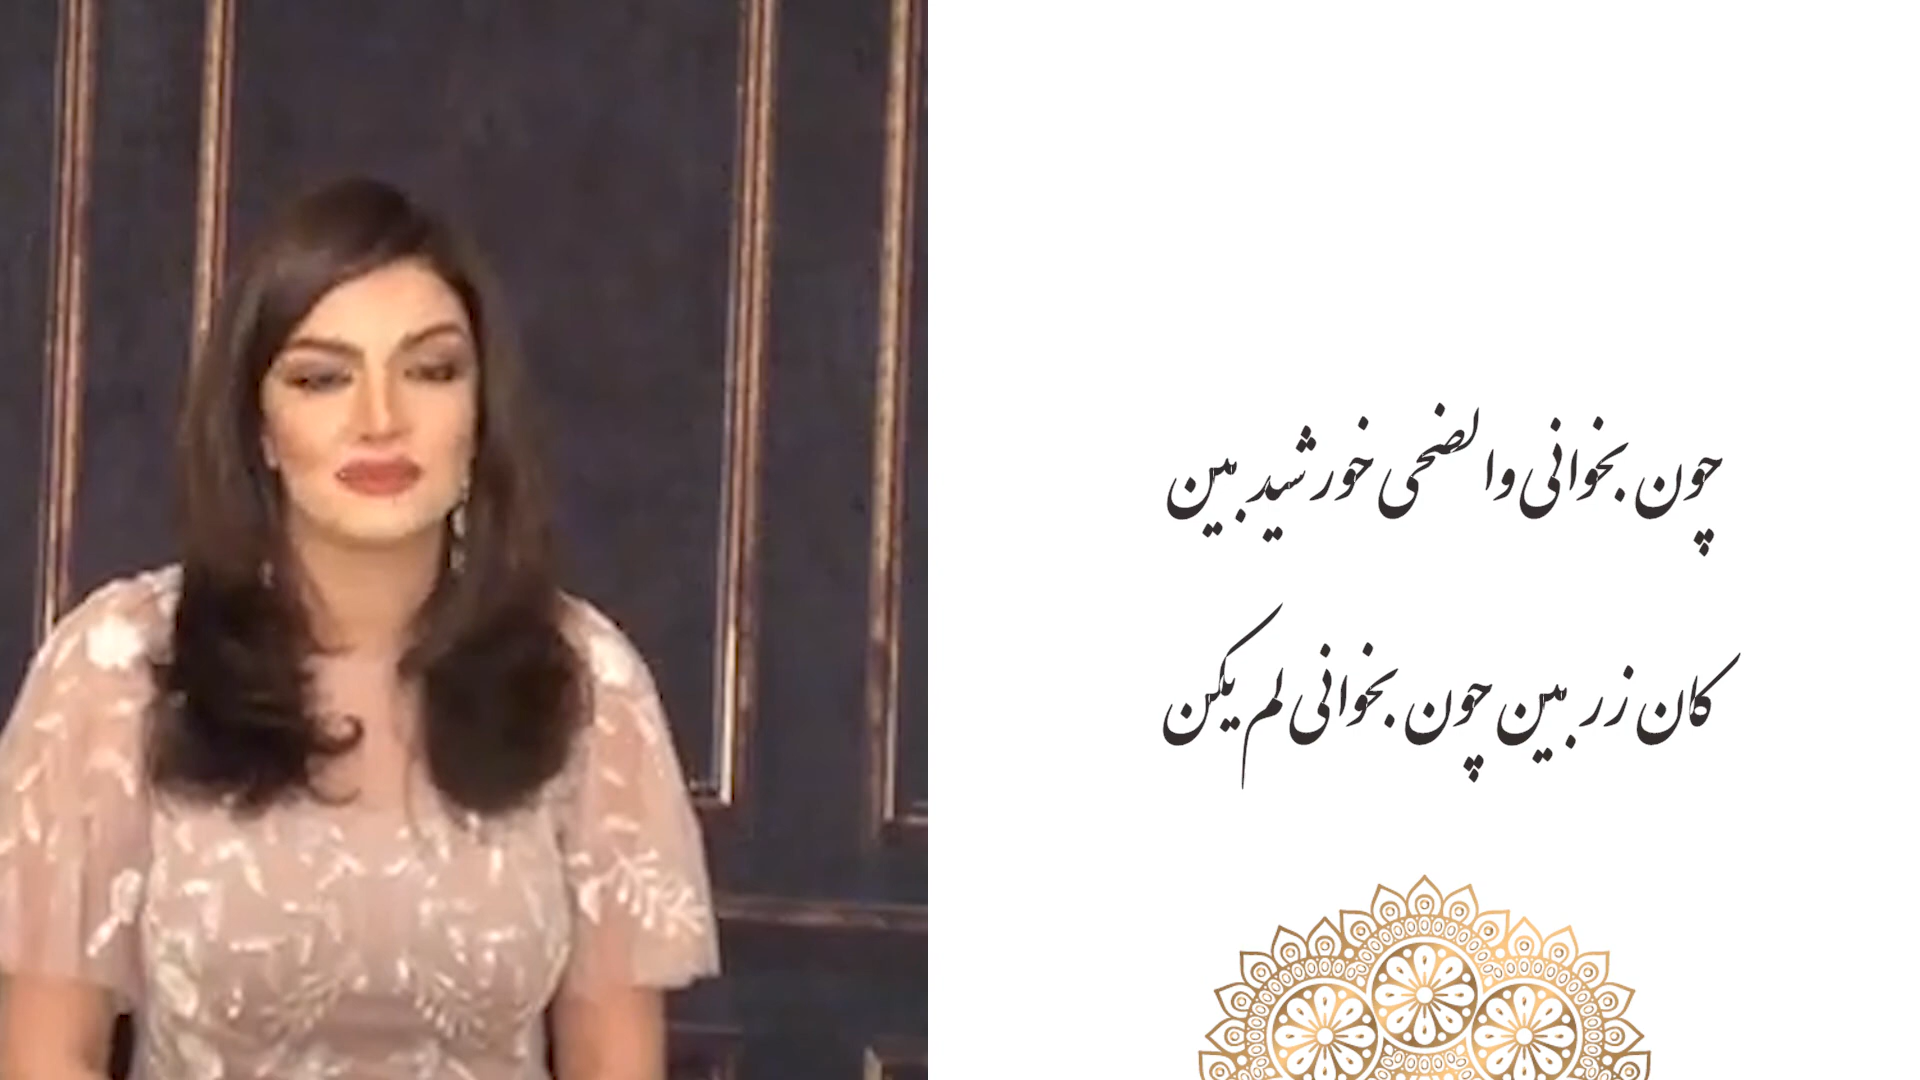 چون بخوانی والضحی خورشید بین
کان زر بین چون بخوانی لم یکن